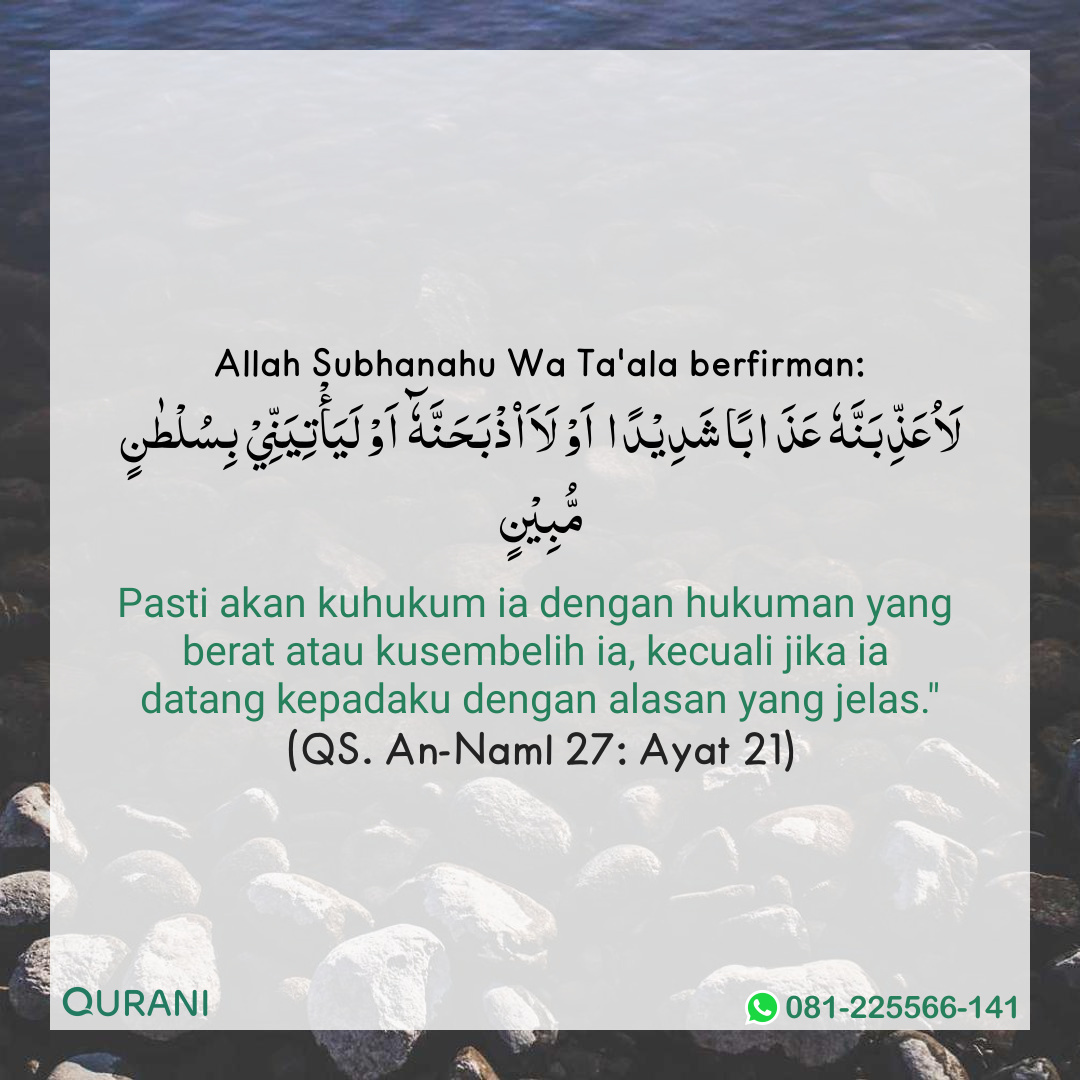 Allah Subhanahu Wa Ta'ala berfirman:
لَاُعَذِّبَنَّهٗ عَذَا بًا شَدِيْدًا اَوْ لَا۟اَذْبَحَنَّهٗۤ اَوْ لَيَأْتِيَنِّيْ بِسُلْطٰنٍ
مُّبِيْنٍ
Pasti akan kuhukum ia dengan hukuman yang
berat atau kusembelih ia, kecuali jika ia
datang kepadaku dengan alasan yang jelas."
(QS. An-Naml 27: Ayat 21)
QURANI
081-225566-141